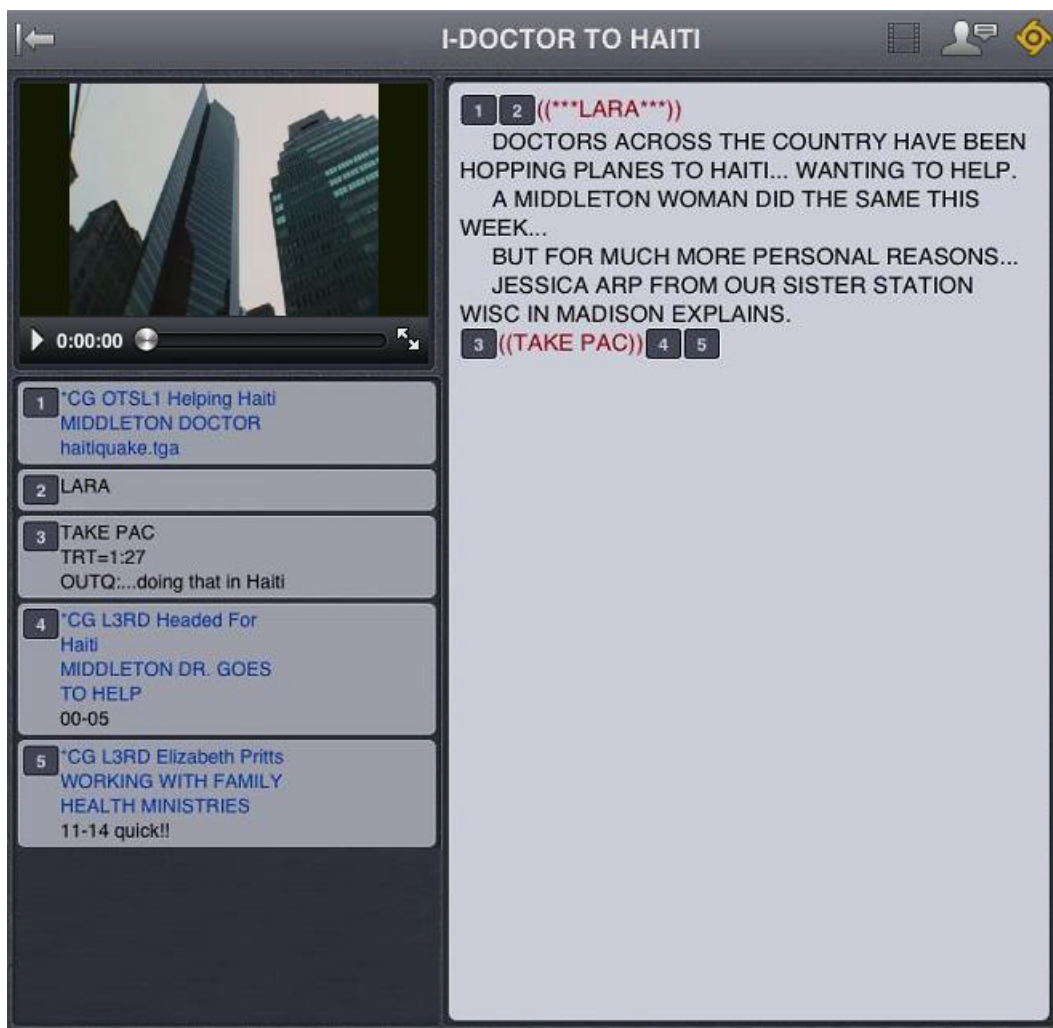 I-DOCTOR TO HAITI
0:00:00
1 *CG OTSL1 Helping Haiti
MIDDLETON DOCTOR
haitiquake.tga
2 LARA
3 TAKE PAC
TRT=1:27
OUTQ:...doing that in Haiti
4 *CG L3RD Headed For
Haiti
MIDDLETON DR. GOES
TO HELP
00-05
5 *CG L3RD Elizabeth Pritts
WORKING WITH FAMILY
HEALTH MINISTRIES
11-14 quick!!
1 2 ((***LARA***))
DOCTORS ACROSS THE COUNTRY HAVE BEEN
HOPPING PLANES TO HAITI... WANTING TO HELP.
A MIDDLETON WOMAN DID THE SAME THIS
WEEK...
BUT FOR MUCH MORE PERSONAL REASONS...
JESSICA ARP FROM OUR SISTER STATION
WISC IN MADISON EXPLAINS.
3 ((TAKE PAC)) 4 5